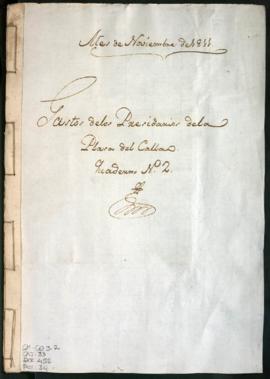 Mes de Noviembre de 1811.
Gastos de los Presidarios de la
Plaza del Callao.
Quaderno N.º 2.